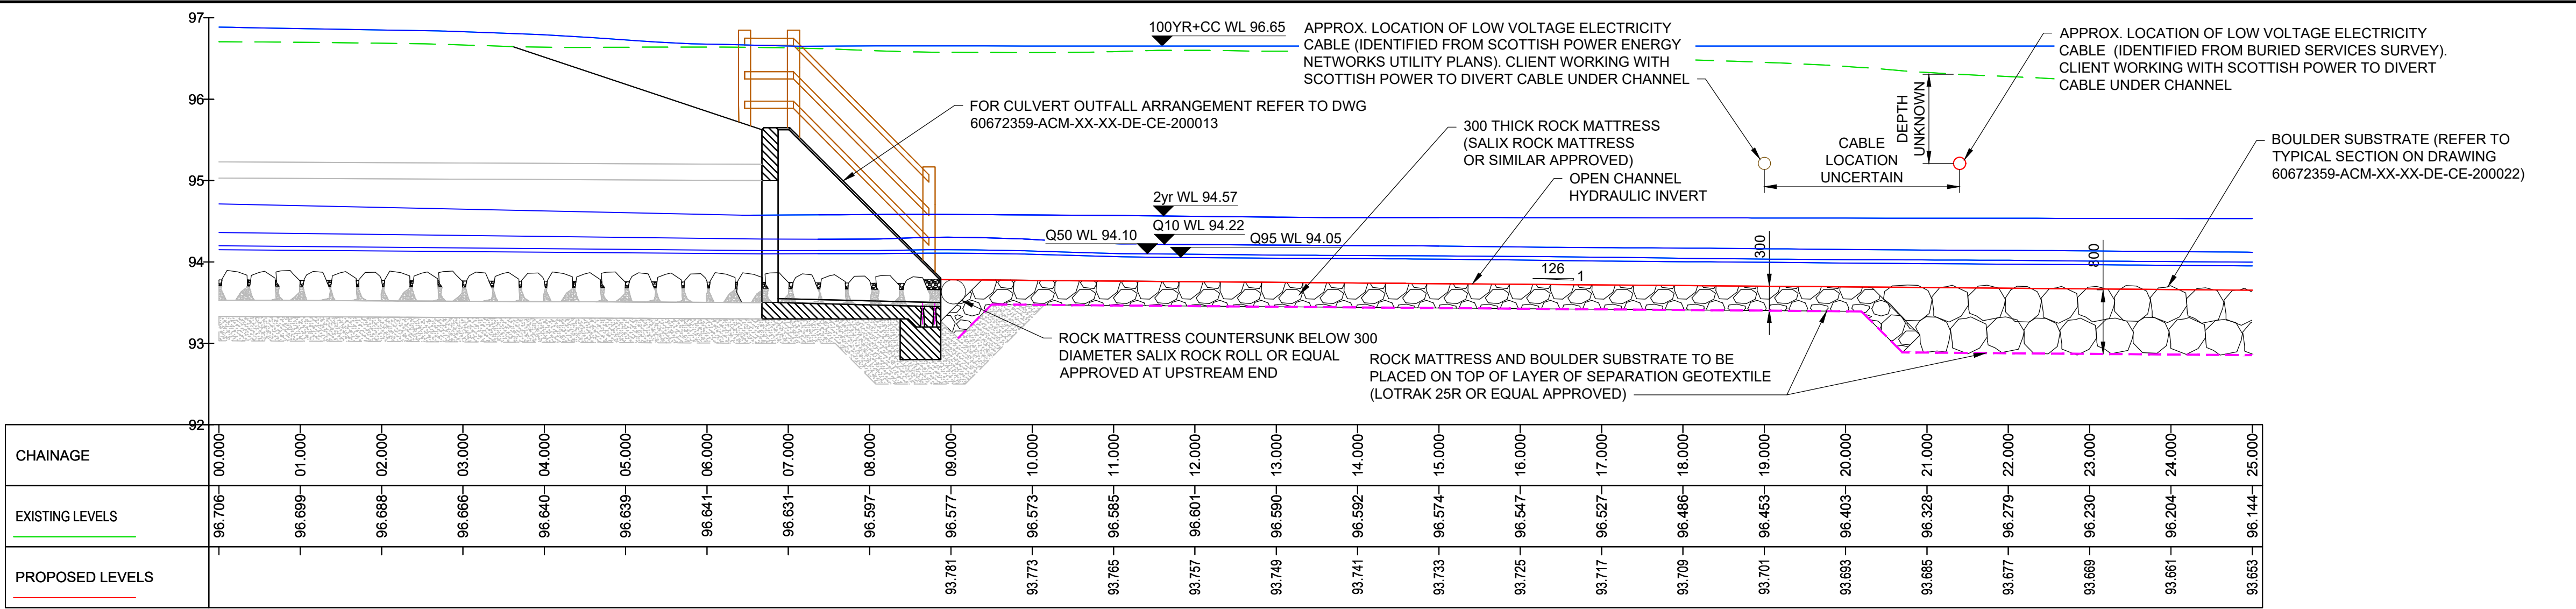 97
96
95
94
93
92
100YR+CC WL 96.65
APPROX. LOCATION OF LOW VOLTAGE ELECTRICITY
CABLE (IDENTIFIED FROM SCOTTISH POWER ENERGY
NETWORKS UTILITY PLANS). CLIENT WORKING WITH
SCOTTISH POWER TO DIVERT CABLE UNDER CHANNEL
APPROX. LOCATION OF LOW VOLTAGE ELECTRICITY
CABLE (IDENTIFIED FROM BURIED SERVICES SURVEY).
CLIENT WORKING WITH SCOTTISH POWER TO DIVERT
CABLE UNDER CHANNEL
FOR CULVERT OUTFALL ARRANGEMENT REFER TO DWG
60672359-ACM-XX-XX-DE-CE-200013
300 THICK ROCK MATTRESS
(SALIX ROCK MATTRESS
OR SIMILAR APPROVED)
OPEN CHANNEL
HYDRAULIC INVERT
DEPTH
UNKNOWN
CABLE
LOCATION
UNCERTAIN
BOULDER SUBSTRATE (REFER TO
TYPICAL SECTION ON DRAWING
60672359-ACM-XX-XX-DE-CE-200022)
2yr WL 94.57
Q10 WL 94.22
Q50 WL 94.10
Q95 WL 94.05
126
1
300
800
ROCK MATTRESS COUNTERSUNK BELOW 300
DIAMETER SALIX ROCK ROLL OR EQUAL
APPROVED AT UPSTREAM END
ROCK MATTRESS AND BOULDER SUBSTRATE TO BE
PLACED ON TOP OF LAYER OF SEPARATION GEOTEXTILE
(LOTRAK 25R OR EQUAL APPROVED)
CHAINAGE
00.000
01.000
02.000
03.000
04.000
05.000
06.000
07.000
08.000
09.000
10.000
11.000
12.000
13.000
14.000
15.000
16.000
17.000
18.000
19.000
20.000
21.000
22.000
23.000
24.000
25.000
EXISTING LEVELS
96.706
96.699
96.688
96.666
96.640
96.639
96.641
96.631
96.597
96.577
96.573
96.585
96.601
96.590
96.592
96.574
96.547
96.527
96.486
96.453
96.403
96.328
96.279
96.230
96.204
96.144
PROPOSED LEVELS
93.781
93.773
93.765
93.757
93.749
93.741
93.733
93.725
93.717
93.709
93.701
93.693
93.685
93.677
93.669
93.661
93.653